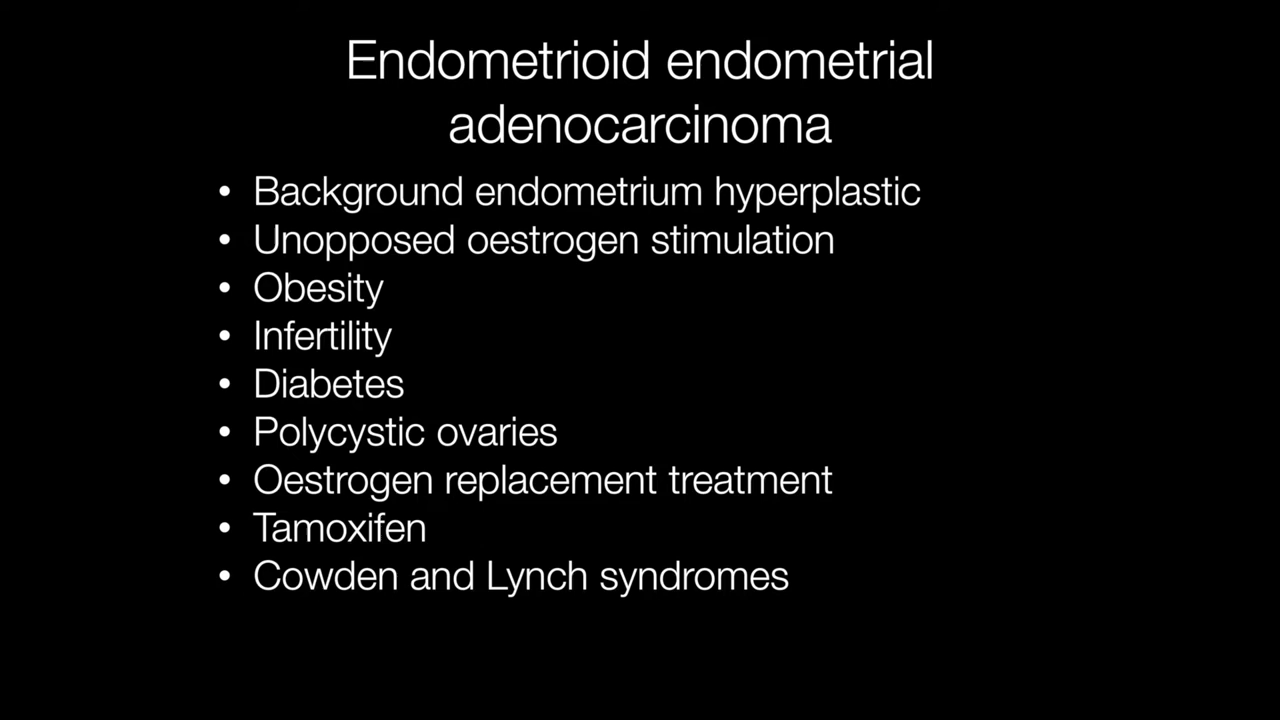 Endometrioid endometrial
adenocarcinoma
• Background endometrium hyperplastic
• Unopposed oestrogen stimulation
• Obesity
• Infertility
• Diabetes
• Polycystic ovaries
• Oestrogen replacement treatment
• Tamoxifen
• Cowden and Lynch syndromes